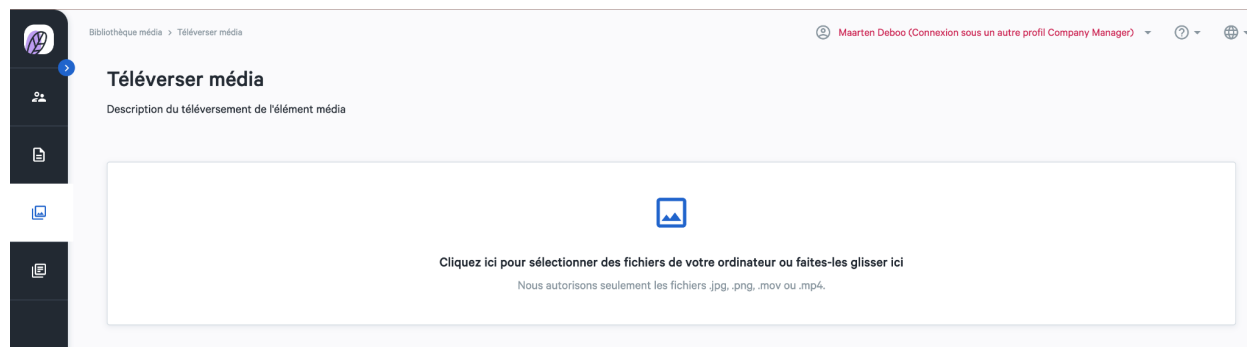 Bibliothèque média > Téléverser média
Maarten Deboo (Connexion sous un autre profil Company Manager)
Téléverser média
Description du téléversement de l'élément média
Cliquez ici pour sélectionner des fichiers de votre ordinateur ou faites-les glisser ici
Nous autorisons seulement les fichiers .jpg, .png, .mov ou .mp4.